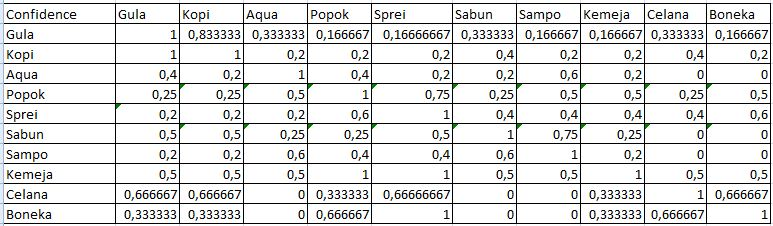 Confidence Gula Kopi Aqua Popok Sprei Sabun Sampo Kemeja Celana Boneka
Gula 1 0,833333 0,333333 0,166667 0,16666667 0,333333 0,166667 0,166667 0,333333 0,166667
Kopi 1 1 0,2 0,2 0,2 0,4 0,2 0,2 0,4 0,2
Aqua 0,4 0,2 1 0,4 0,2 0,2 0,6 0,2 0 0
Popok 0,25 0,25 0,5 1 0,75 0,25 0,5 0,5 0,25 0,5
Sprei 0,2 0,2 0,2 0,6 1 0,4 0,4 0,4 0,4 0,6
Sabun 0,5 0,5 0,25 0,25 0,5 1 0,75 0,25 0 0
Sampo 0,2 0,2 0,6 0,4 0,4 0,6 1 0,2 0 0
Kemeja 0,5 0,5 0,5 1 1 0,5 0,5 1 0,5 0,5
Celana 0,666667 0,666667 0 0,333333 0,66666667 0 0 0,333333 1 0,666667
Boneka 0,333333 0,333333 0 0,666667 1 0 0 0,333333 0,666667 1